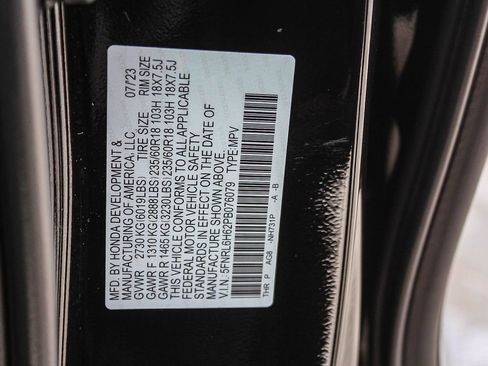 MFD. BY HONDA DEVELOPMENT & 07/23
MANUFACTURING OF AMERICA, LLC.
GVWR 2730KG(6019LBS) TIRE SIZE RIM SIZE
GAWR F 1310KG(2888LBS)235/60R18 103H 18X7.5J
GAWR R 1465KG(3230LBS)235/60R18 103H 18X7.5J
THIS VEHICLE CONFORMS TO ALL APPLICABLE
FEDERAL MOTOR VEHICLE SAFETY
STANDARDS IN EFFECT ON THE DATE OF
MANUFACTURE SHOWN ABOVE.
V.I.N.: 5FNRL6H62PB076079 TYPE:MPV
THR P AG8 -NH731P -A -B